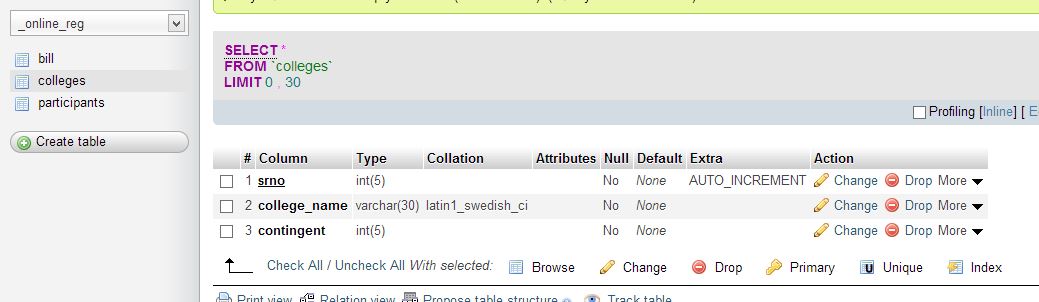 _online_reg
bill
colleges
participants
Create table
SELECT *
FROM `colleges`
LIMIT 0 , 30
Profiling [Inline] [ E
# Column Type Collation Attributes Null Default Extra Action
1 srno int(5) No None AUTO_INCREMENT Change Drop More
2 college_name varchar(30) latin1_swedish_ci No None Change Drop More
3 contingent int(5) No None Change Drop More
Check All / Uncheck All With selected: Browse Change Drop Primary Unique Index
Print view Relation view Propose table structure Track table